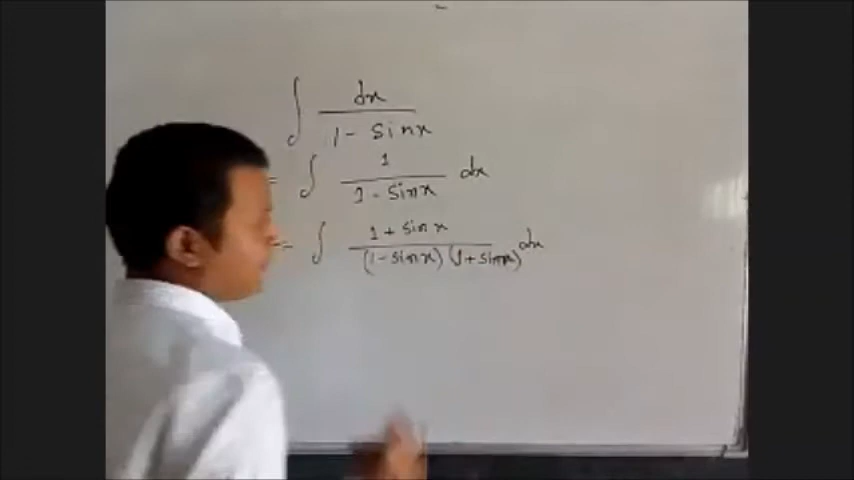 ∫ dx / (1 - sinx)
= ∫ 1 / (1 - sinx) dx
= ∫ (1 + sinx) / ((1 - sinx) (1 + sinx)) dx